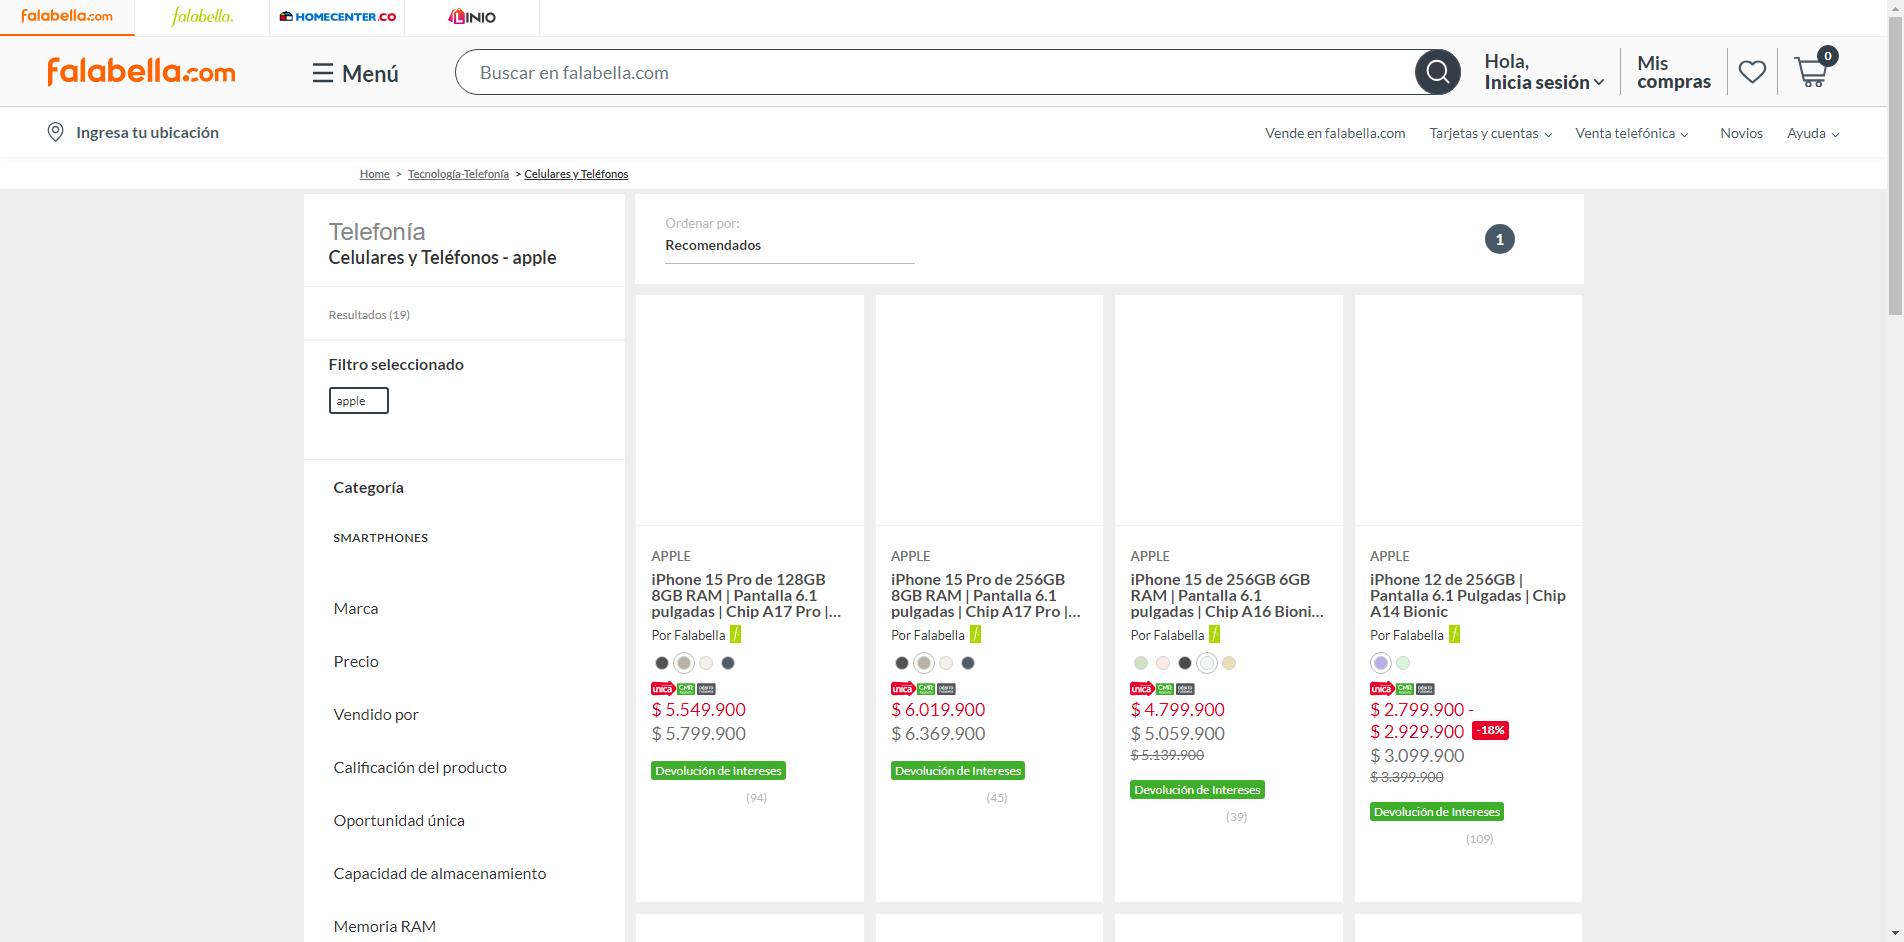 falabella.com
falabella.
HOMECENTER.CO
LINIO
falabella.com
Menú
Buscar en falabella.com
Hola,
Inicia sesión
Mis
compras
0
Ingresa tu ubicación
Vende en falabella.com
Tarjetas y cuentas
Venta telefónica
Novios
Ayuda
Home > Tecnología-Telefonía > Celulares y Teléfonos
Telefonía
Celulares y Teléfonos - apple
Resultados (19)
Filtro seleccionado
apple
Categoría
SMARTPHONES
Marca
Precio
Vendido por
Calificación del producto
Oportunidad única
Capacidad de almacenamiento
Memoria RAM
Ordenar por:
Recomendados
1
APPLE
iPhone 15 Pro de 128GB
8GB RAM | Pantalla 6.1
pulgadas | Chip A17 Pro |...
Por Falabella
única CMR
$ 5.549.900
$ 5.799.900
Devolución de Intereses
(94)
APPLE
iPhone 15 Pro de 256GB
8GB RAM | Pantalla 6.1
pulgadas | Chip A17 Pro |...
Por Falabella
única CMR
$ 6.019.900
$ 6.369.900
Devolución de Intereses
(45)
APPLE
iPhone 15 de 256GB 6GB
RAM | Pantalla 6.1
pulgadas | Chip A16 Bioni...
Por Falabella
única CMR
$ 4.799.900
$ 5.059.900
$ 5.139.900
Devolución de Intereses
(39)
APPLE
iPhone 12 de 256GB |
Pantalla 6.1 Pulgadas | Chip
A14 Bionic
Por Falabella
única CMR
$ 2.799.900 -
$ 2.929.900 -18%
$ 3.099.900
$ 3.399.900
Devolución de Intereses
(109)